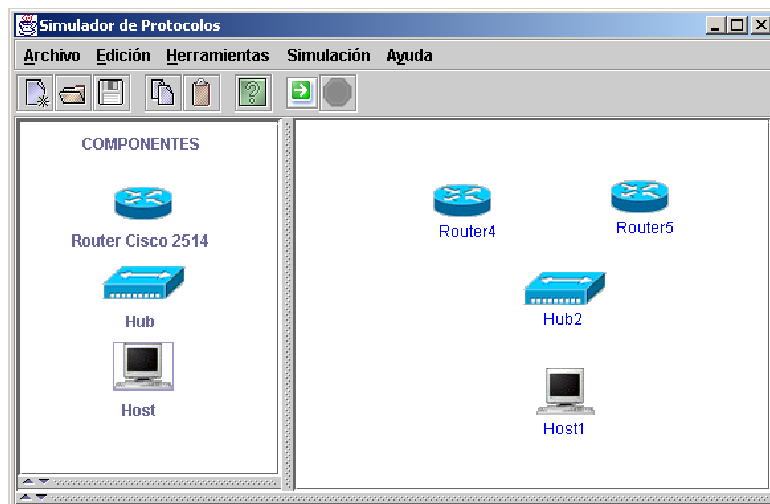 Simulador de Protocolos
Archivo Edición Herramientas Simulación Ayuda
COMPONENTES
Router Cisco 2514
Hub
Host
Router4
Router5
Hub2
Host1